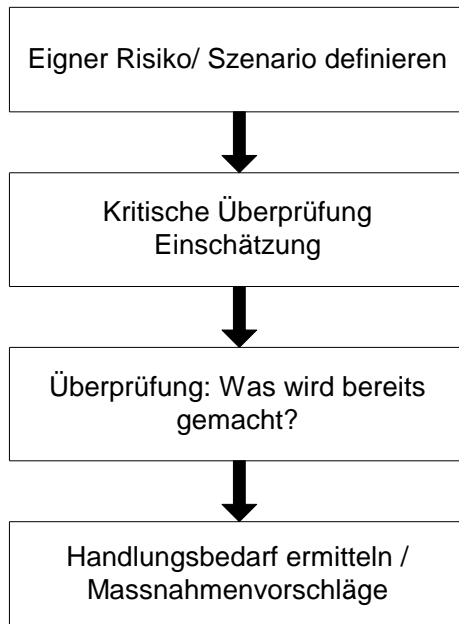 Eigner Risiko/ Szenario definieren
Kritische Überprüfung
Einschätzung
Überprüfung: Was wird bereits
gemacht?
Handlungsbedarf ermitteln /
Massnahmenvorschläge